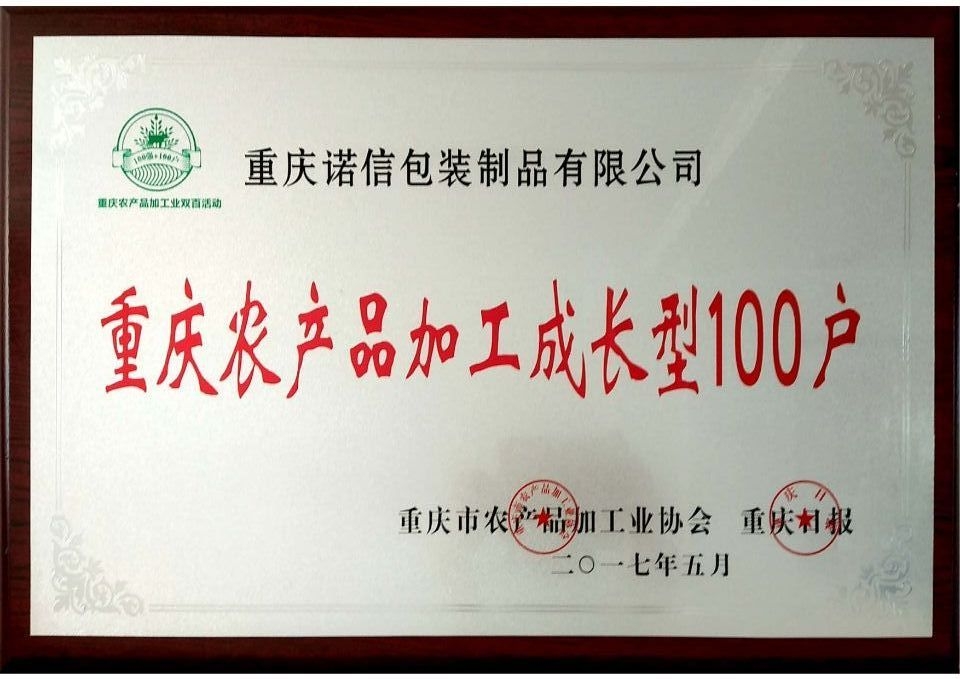 100强+100户
重庆农产品加工业双百活动
重庆诺信包装制品有限公司
重庆农产品加工成长型100户
重庆市农产品加工业协会 重庆日报
二〇一七年五月